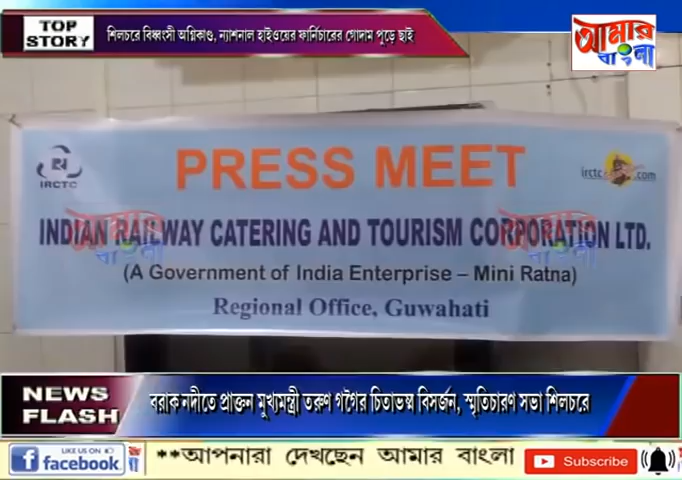 TOP
STORY
শিলচরে বিধ্বংসী অগ্নিকাণ্ড, ন্যাশনাল হাইওয়ের ফার্নিচারের গোদাম পুড়ে ছাই
আমার
বাংলা
IRCTC
PRESS MEET
irctc .com
INDIAN RAILWAY CATERING AND TOURISM CORPORATION LTD.
আমার
বাংলা
আমার
বাংলা
(A Government of India Enterprise – Mini Ratna)
Regional Office, Guwahati
NEWS
FLASH
বরাক নদীতে প্রাক্তন মুখ্যমন্ত্রী তরুণ গগৈর চিতাভস্ম বিসর্জন, স্মৃতিচারণ সভা শিলচরে
LIKE US ON
facebook
**আপনারা দেখছেন আমার বাংলা
Subscribe